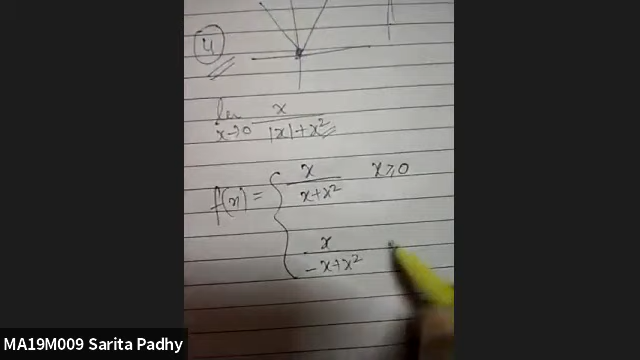 4
lim x→0 x / |x|+x²
f(x) = { x / x+x² x≥0
x / -x+x²
MA19M009 Sarita Padhy